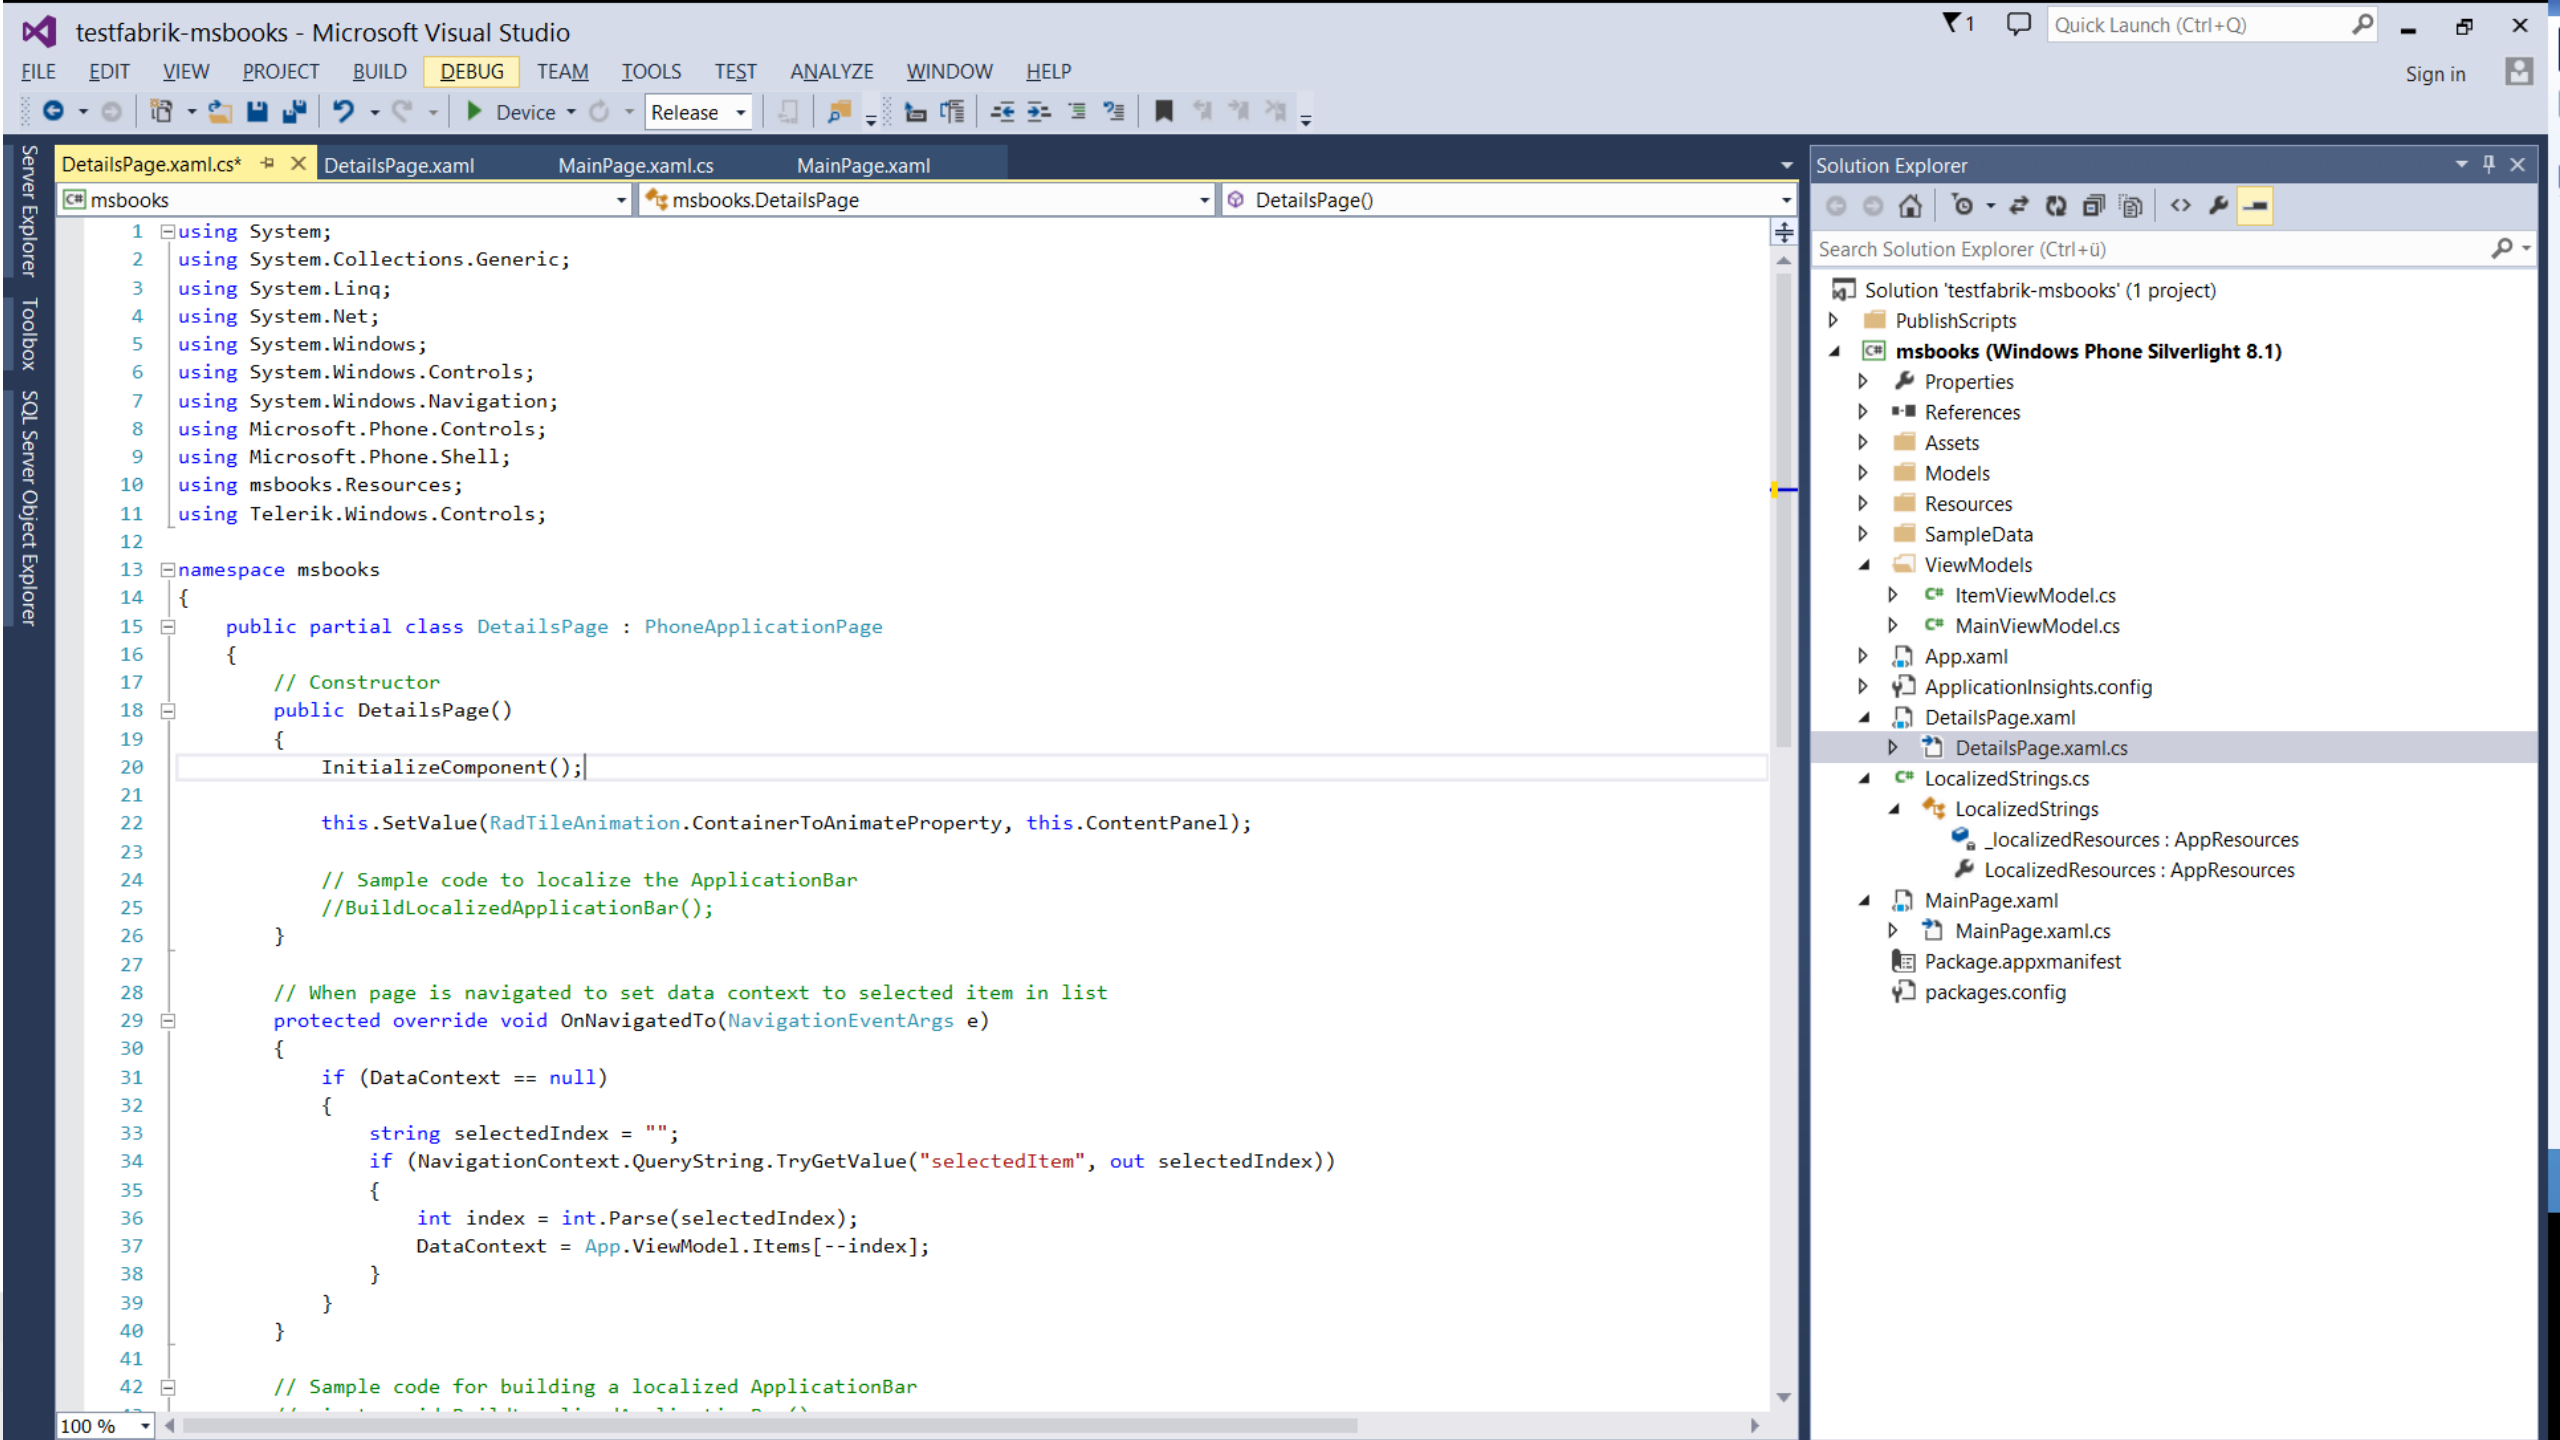 testfabrik-msbooks - Microsoft Visual Studio
1
Quick Launch (Ctrl+Q)
FILE EDIT VIEW PROJECT BUILD DEBUG TEAM TOOLS TEST ANALYZE WINDOW HELP
Sign in
Device Release
Server Explorer
Toolbox
SQL Server Object Explorer
DetailsPage.xaml.cs* DetailsPage.xaml MainPage.xaml.cs MainPage.xaml
C# msbooks msbooks.DetailsPage DetailsPage()
1 using System;
2 using System.Collections.Generic;
3 using System.Linq;
4 using System.Net;
5 using System.Windows;
6 using System.Windows.Controls;
7 using System.Windows.Navigation;
8 using Microsoft.Phone.Controls;
9 using Microsoft.Phone.Shell;
10 using msbooks.Resources;
11 using Telerik.Windows.Controls;
12
13 namespace msbooks
14 {
15 public partial class DetailsPage : PhoneApplicationPage
16 {
17 // Constructor
18 public DetailsPage()
19 {
20 InitializeComponent();
21
22 this.SetValue(RadTileAnimation.ContainerToAnimateProperty, this.ContentPanel);
23
24 // Sample code to localize the ApplicationBar
25 //BuildLocalizedApplicationBar();
26 }
27
28 // When page is navigated to set data context to selected item in list
29 protected override void OnNavigatedTo(NavigationEventArgs e)
30 {
31 if (DataContext == null)
32 {
33 string selectedIndex = "";
34 if (NavigationContext.QueryString.TryGetValue("selectedItem", out selectedIndex))
35 {
36 int index = int.Parse(selectedIndex);
37 DataContext = App.ViewModel.Items[--index];
38 }
39 }
40 }
41
42 // Sample code for building a localized ApplicationBar
100 %
Solution Explorer
Search Solution Explorer (Ctrl+ü)
Solution 'testfabrik-msbooks' (1 project)
PublishScripts
C# msbooks (Windows Phone Silverlight 8.1)
Properties
References
Assets
Models
Resources
SampleData
ViewModels
C# ItemViewModel.cs
C# MainViewModel.cs
App.xaml
ApplicationInsights.config
DetailsPage.xaml
DetailsPage.xaml.cs
C# LocalizedStrings.cs
LocalizedStrings
_localizedResources : AppResources
LocalizedResources : AppResources
MainPage.xaml
MainPage.xaml.cs
Package.appxmanifest
packages.config